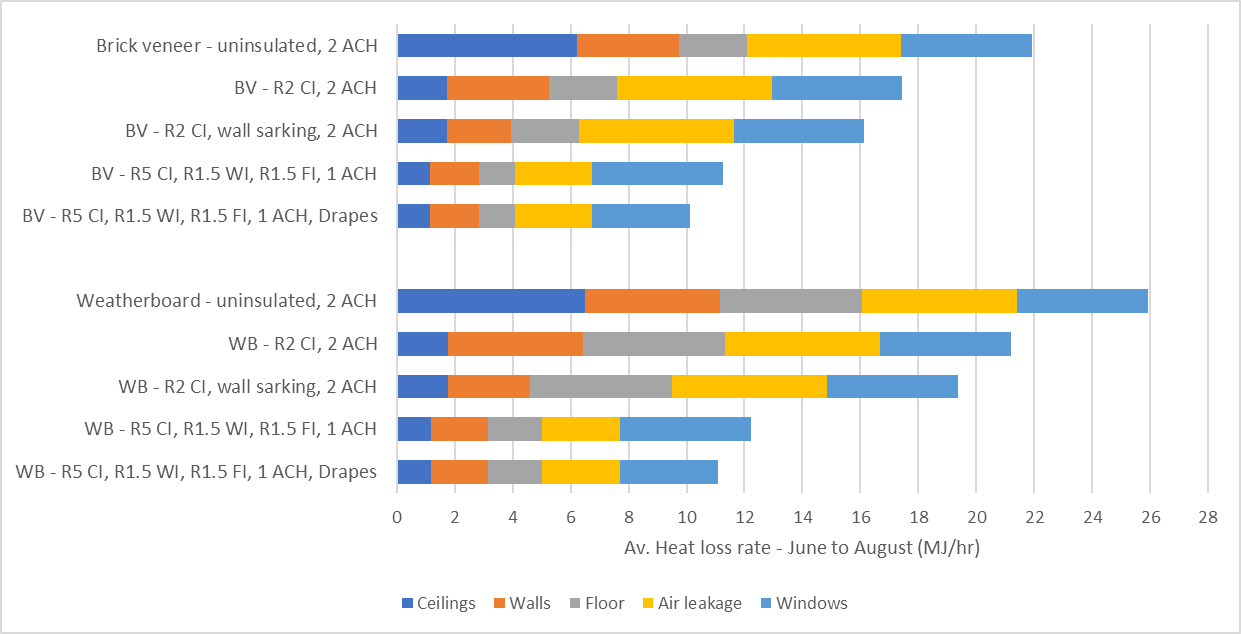 Brick veneer - uninsulated, 2 ACH
BV - R2 CI, 2 ACH
BV - R2 CI, wall sarking, 2 ACH
BV - R5 CI, R1.5 WI, R1.5 FI, 1 ACH
BV - R5 CI, R1.5 WI, R1.5 FI, 1 ACH, Drapes
Weatherboard - uninsulated, 2 ACH
WB - R2 CI, 2 ACH
WB - R2 CI, wall sarking, 2 ACH
WB - R5 CI, R1.5 WI, R1.5 FI, 1 ACH
WB - R5 CI, R1.5 WI, R1.5 FI, 1 ACH, Drapes
0 2 4 6 8 10 12 14 16 18 20 22 24 26 28
Av. Heat loss rate - June to August (MJ/hr)
Ceilings Walls Floor Air leakage Windows